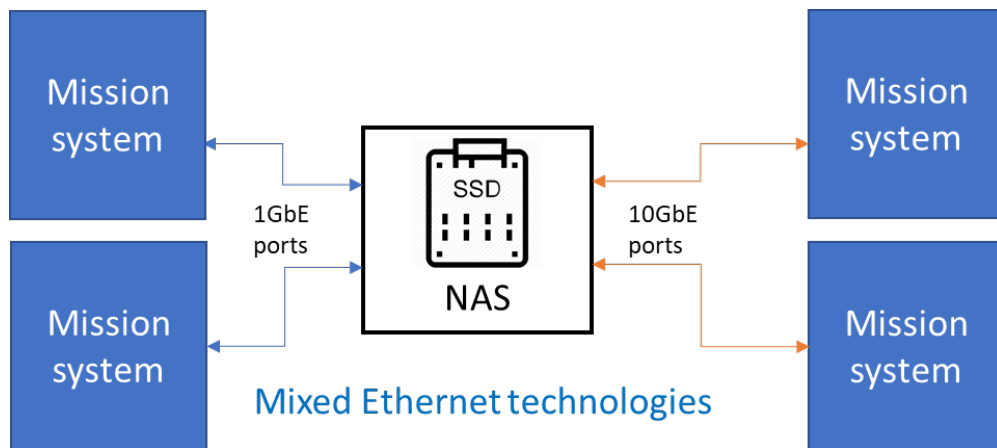 Mission
system
Mission
system
SSD
1GbE
ports
10GbE
ports
NAS
Mission
system
Mission
system
Mixed Ethernet technologies